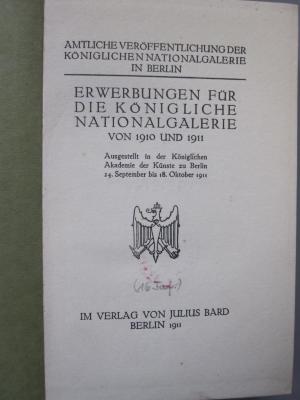 AMTLICHE VERÖFFENTLICHUNG DER
KÖNIGLICHEN NATIONALGALERIE
IN BERLIN
ERWERBUNGEN FÜR
DIE KÖNIGLICHE
NATIONALGALERIE
VON 1910 UND 1911
Ausgestellt in der Königlichen
Akademie der Künste zu Berlin
24. September bis 18. Oktober 1911
(16 Taf.)
IM VERLAG VON JULIUS BARD
BERLIN 1911